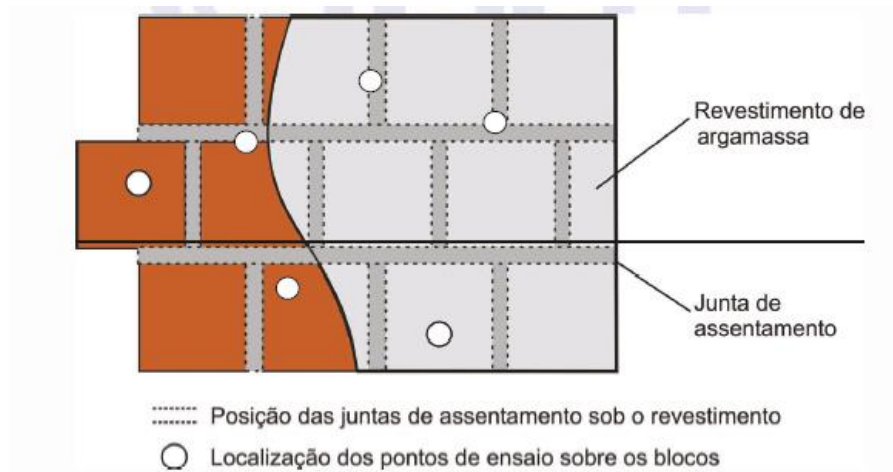 Revestimento de
argamassa
Junta de
assentamento
Posição das juntas de assentamento sob o revestimento
Localização dos pontos de ensaio sobre os blocos